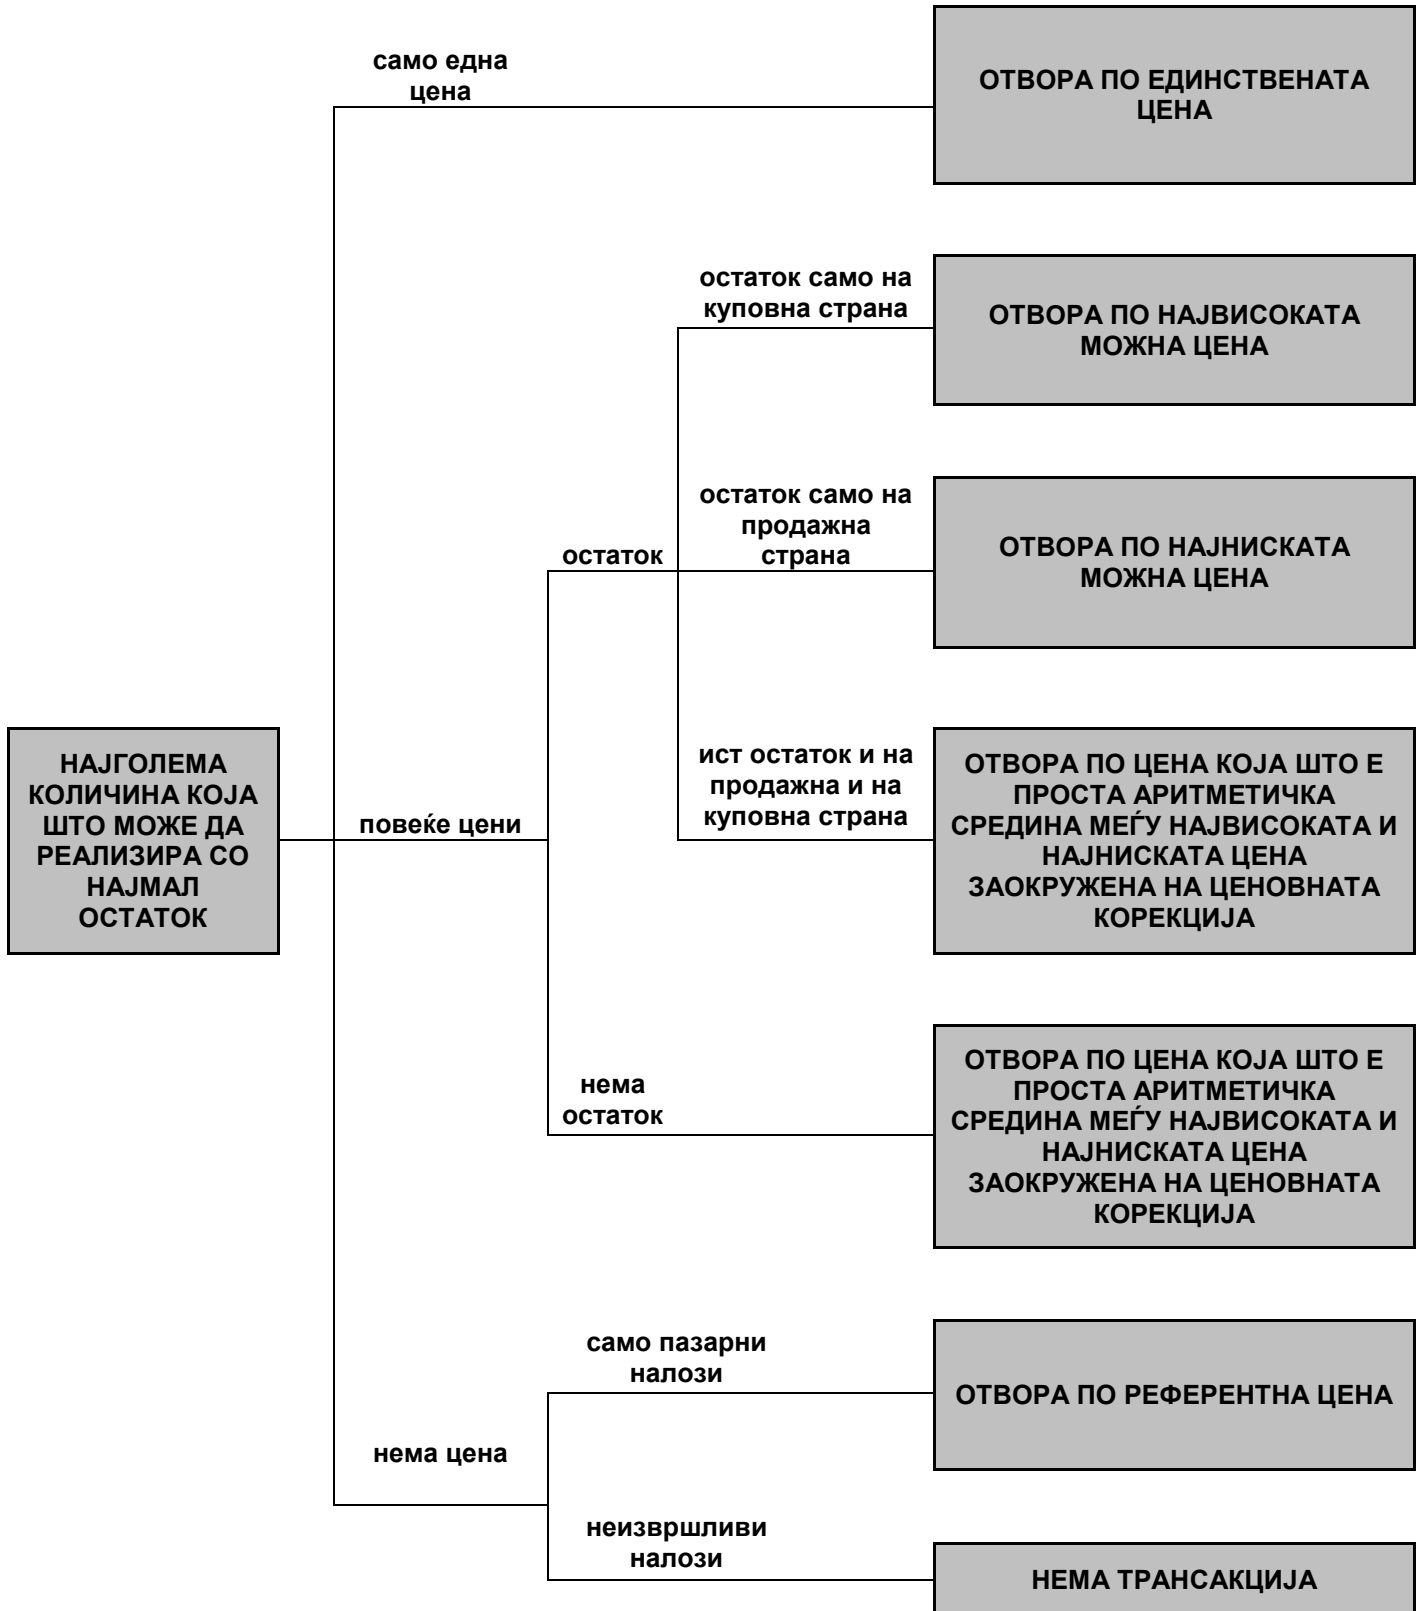 само една
цена
ОТВОРА ПО ЕДИНСТВЕНАТА
ЦЕНА
остаток само на
куповна страна
ОТВОРА ПО НАЈВИСОКАТА
МОЖНА ЦЕНА
остаток само на
продажна
страна
остаток
ОТВОРА ПО НАЈНИСКАТА
МОЖНА ЦЕНА
НАЈГОЛЕМА
КОЛИЧИНА КОЈА
ШТО МОЖЕ ДА
РЕАЛИЗИРА СО
НАЈМАЛ
ОСТАТОК
повеќе цени
ист остаток и на
продажна и на
куповна страна
ОТВОРА ПО ЦЕНА КОЈА ШТО Е
ПРОСТА АРИТМЕТИЧКА
СРЕДИНА МЕЃУ НАЈВИСОКАТА И
НАЈНИСКАТА ЦЕНА
ЗАОКРУЖЕНА НА ЦЕНОВНАТА
КОРЕКЦИЈА
нема
остаток
ОТВОРА ПО ЦЕНА КОЈА ШТО Е
ПРОСТА АРИТМЕТИЧКА
СРЕДИНА МЕЃУ НАЈВИСОКАТА И
НАЈНИСКАТА ЦЕНА
ЗАОКРУЖЕНА НА ЦЕНОВНАТА
КОРЕКЦИЈА
само пазарни
налози
ОТВОРА ПО РЕФЕРЕНТНА ЦЕНА
нема цена
неизвршливи
налози
НЕМА ТРАНСАКЦИЈА